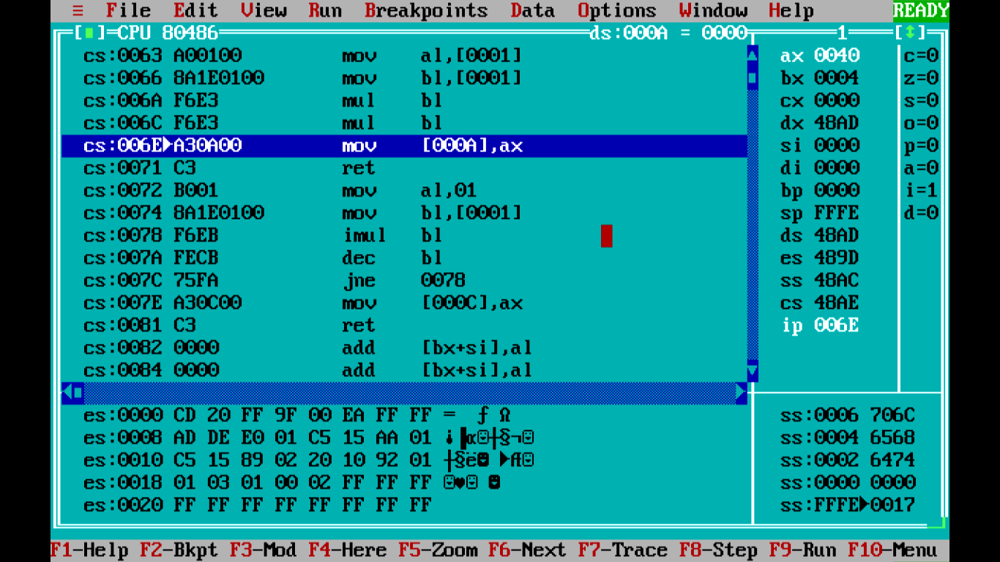 ≡ File Edit View Run Breakpoints Data Options Window Help READY
[■]=CPU 80486 ds:000A = 0000 1 [↕]
cs:0063 A00100 mov al,[0001] ax 0040 c=0
cs:0066 8A1E0100 mov bl,[0001] bx 0004 z=0
cs:006A F6E3 mul bl cx 0000 s=0
cs:006C F6E3 mul bl dx 48AD o=0
cs:006E►A30A00 mov [000A],ax si 0000 p=0
cs:0071 C3 ret di 0000 a=0
cs:0072 B001 mov al,01 bp 0000 i=1
cs:0074 8A1E0100 mov bl,[0001] sp FFFE d=0
cs:0078 F6EB imul bl ds 48AD
cs:007A FECB dec bl es 489D
cs:007C 75FA jne 0078 ss 48AC
cs:007E A30C00 mov [000C],ax cs 48AE
cs:0081 C3 ret ip 006E
cs:0082 0000 add [bx+si],al
cs:0084 0000 add [bx+si],al
es:0000 CD 20 FF 9F 00 EA FF FF = ƒ Ω ss:0006 706C
es:0008 AD DE E0 01 C5 15 AA 01 ¡▐α☺┼§¬☺ ss:0004 6568
es:0010 C5 15 89 02 20 10 92 01 ┼§ë☻ ►Æ☺ ss:0002 6474
es:0018 01 03 01 00 02 FF FF FF ☺♥☺ ☻ ss:0000 0000
es:0020 FF FF FF FF FF FF FF FF ss:FFFE►0017
F1-Help F2-Bkpt F3-Mod F4-Here F5-Zoom F6-Next F7-Trace F8-Step F9-Run F10-Menu